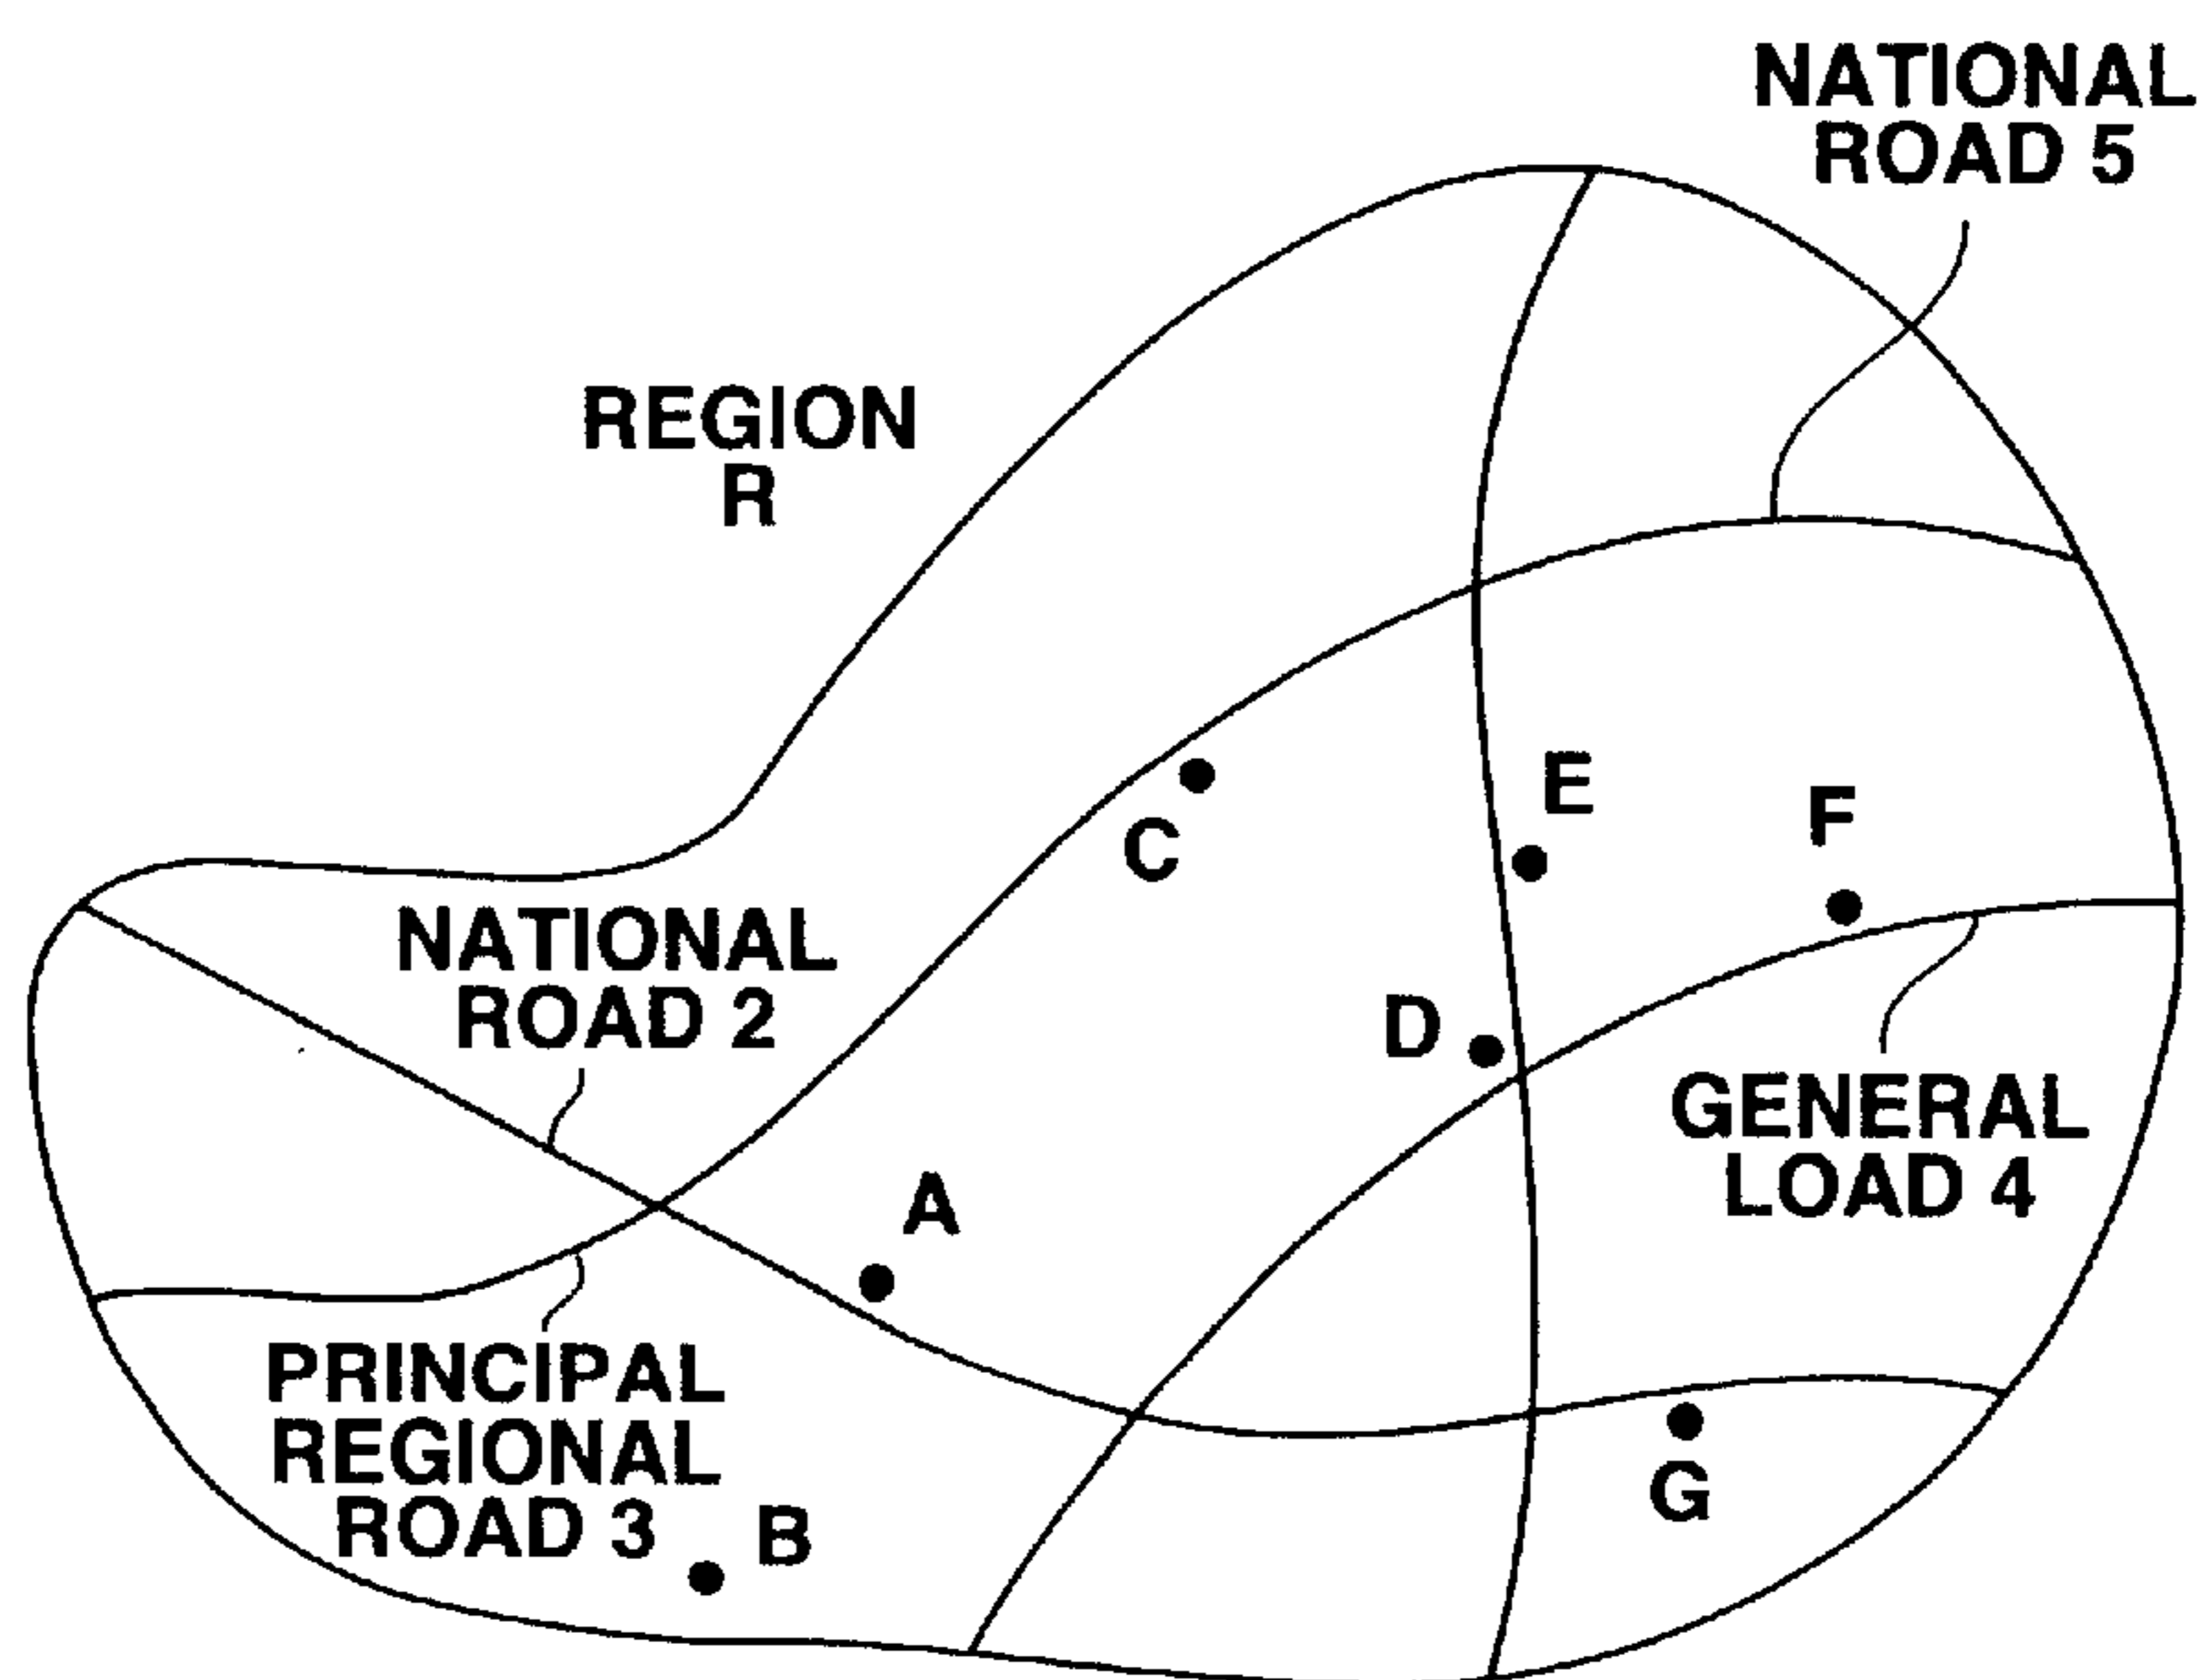 NATIONAL
ROAD 5
REGION
R
E
F
C
NATIONAL
ROAD 2
D
GENERAL
LOAD 4
A
PRINCIPAL
REGIONAL
ROAD 3
B
G